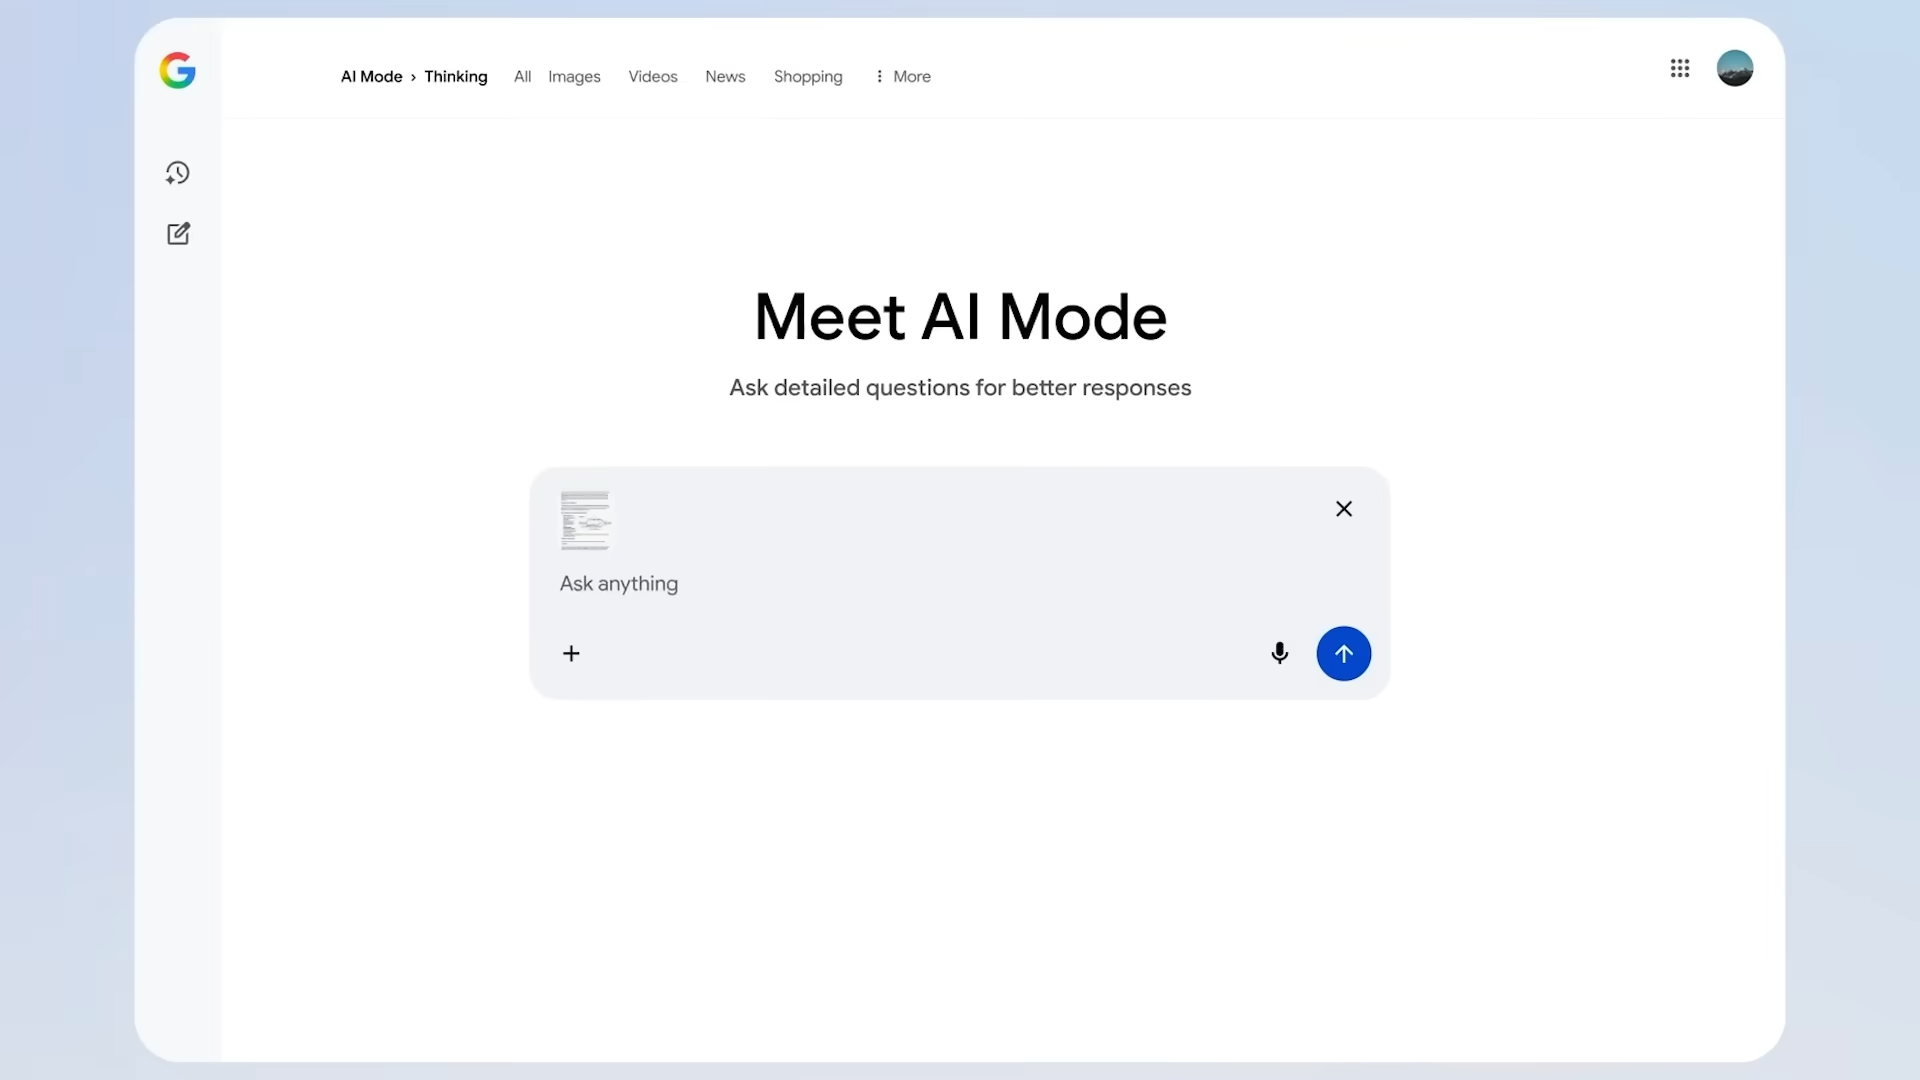 AI Mode › Thinking All Images Videos News Shopping More
Meet AI Mode
Ask detailed questions for better responses
Ask anything